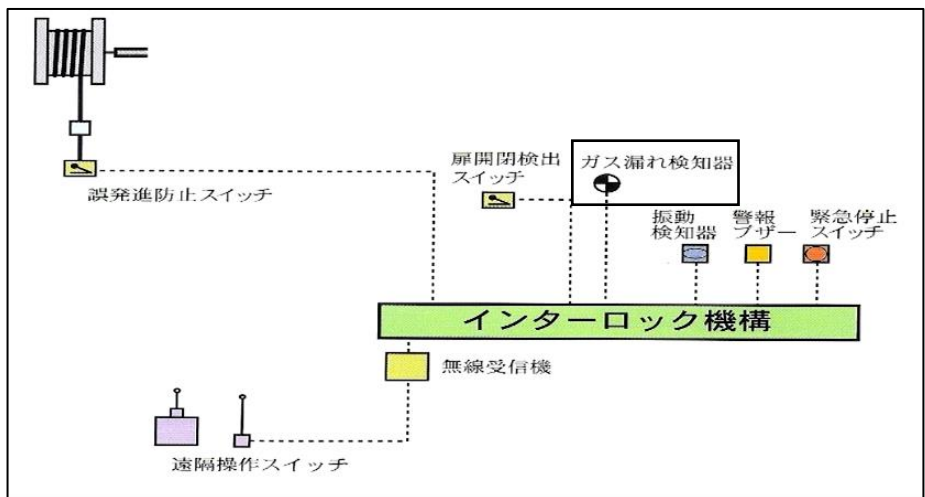 扉開閉検出
スイッチ
ガス漏れ検知器
誤発進防止スイッチ
振動
検知器
警報
ブザー
緊急停止
スイッチ
インターロック機構
無線受信機
遠隔操作スイッチ